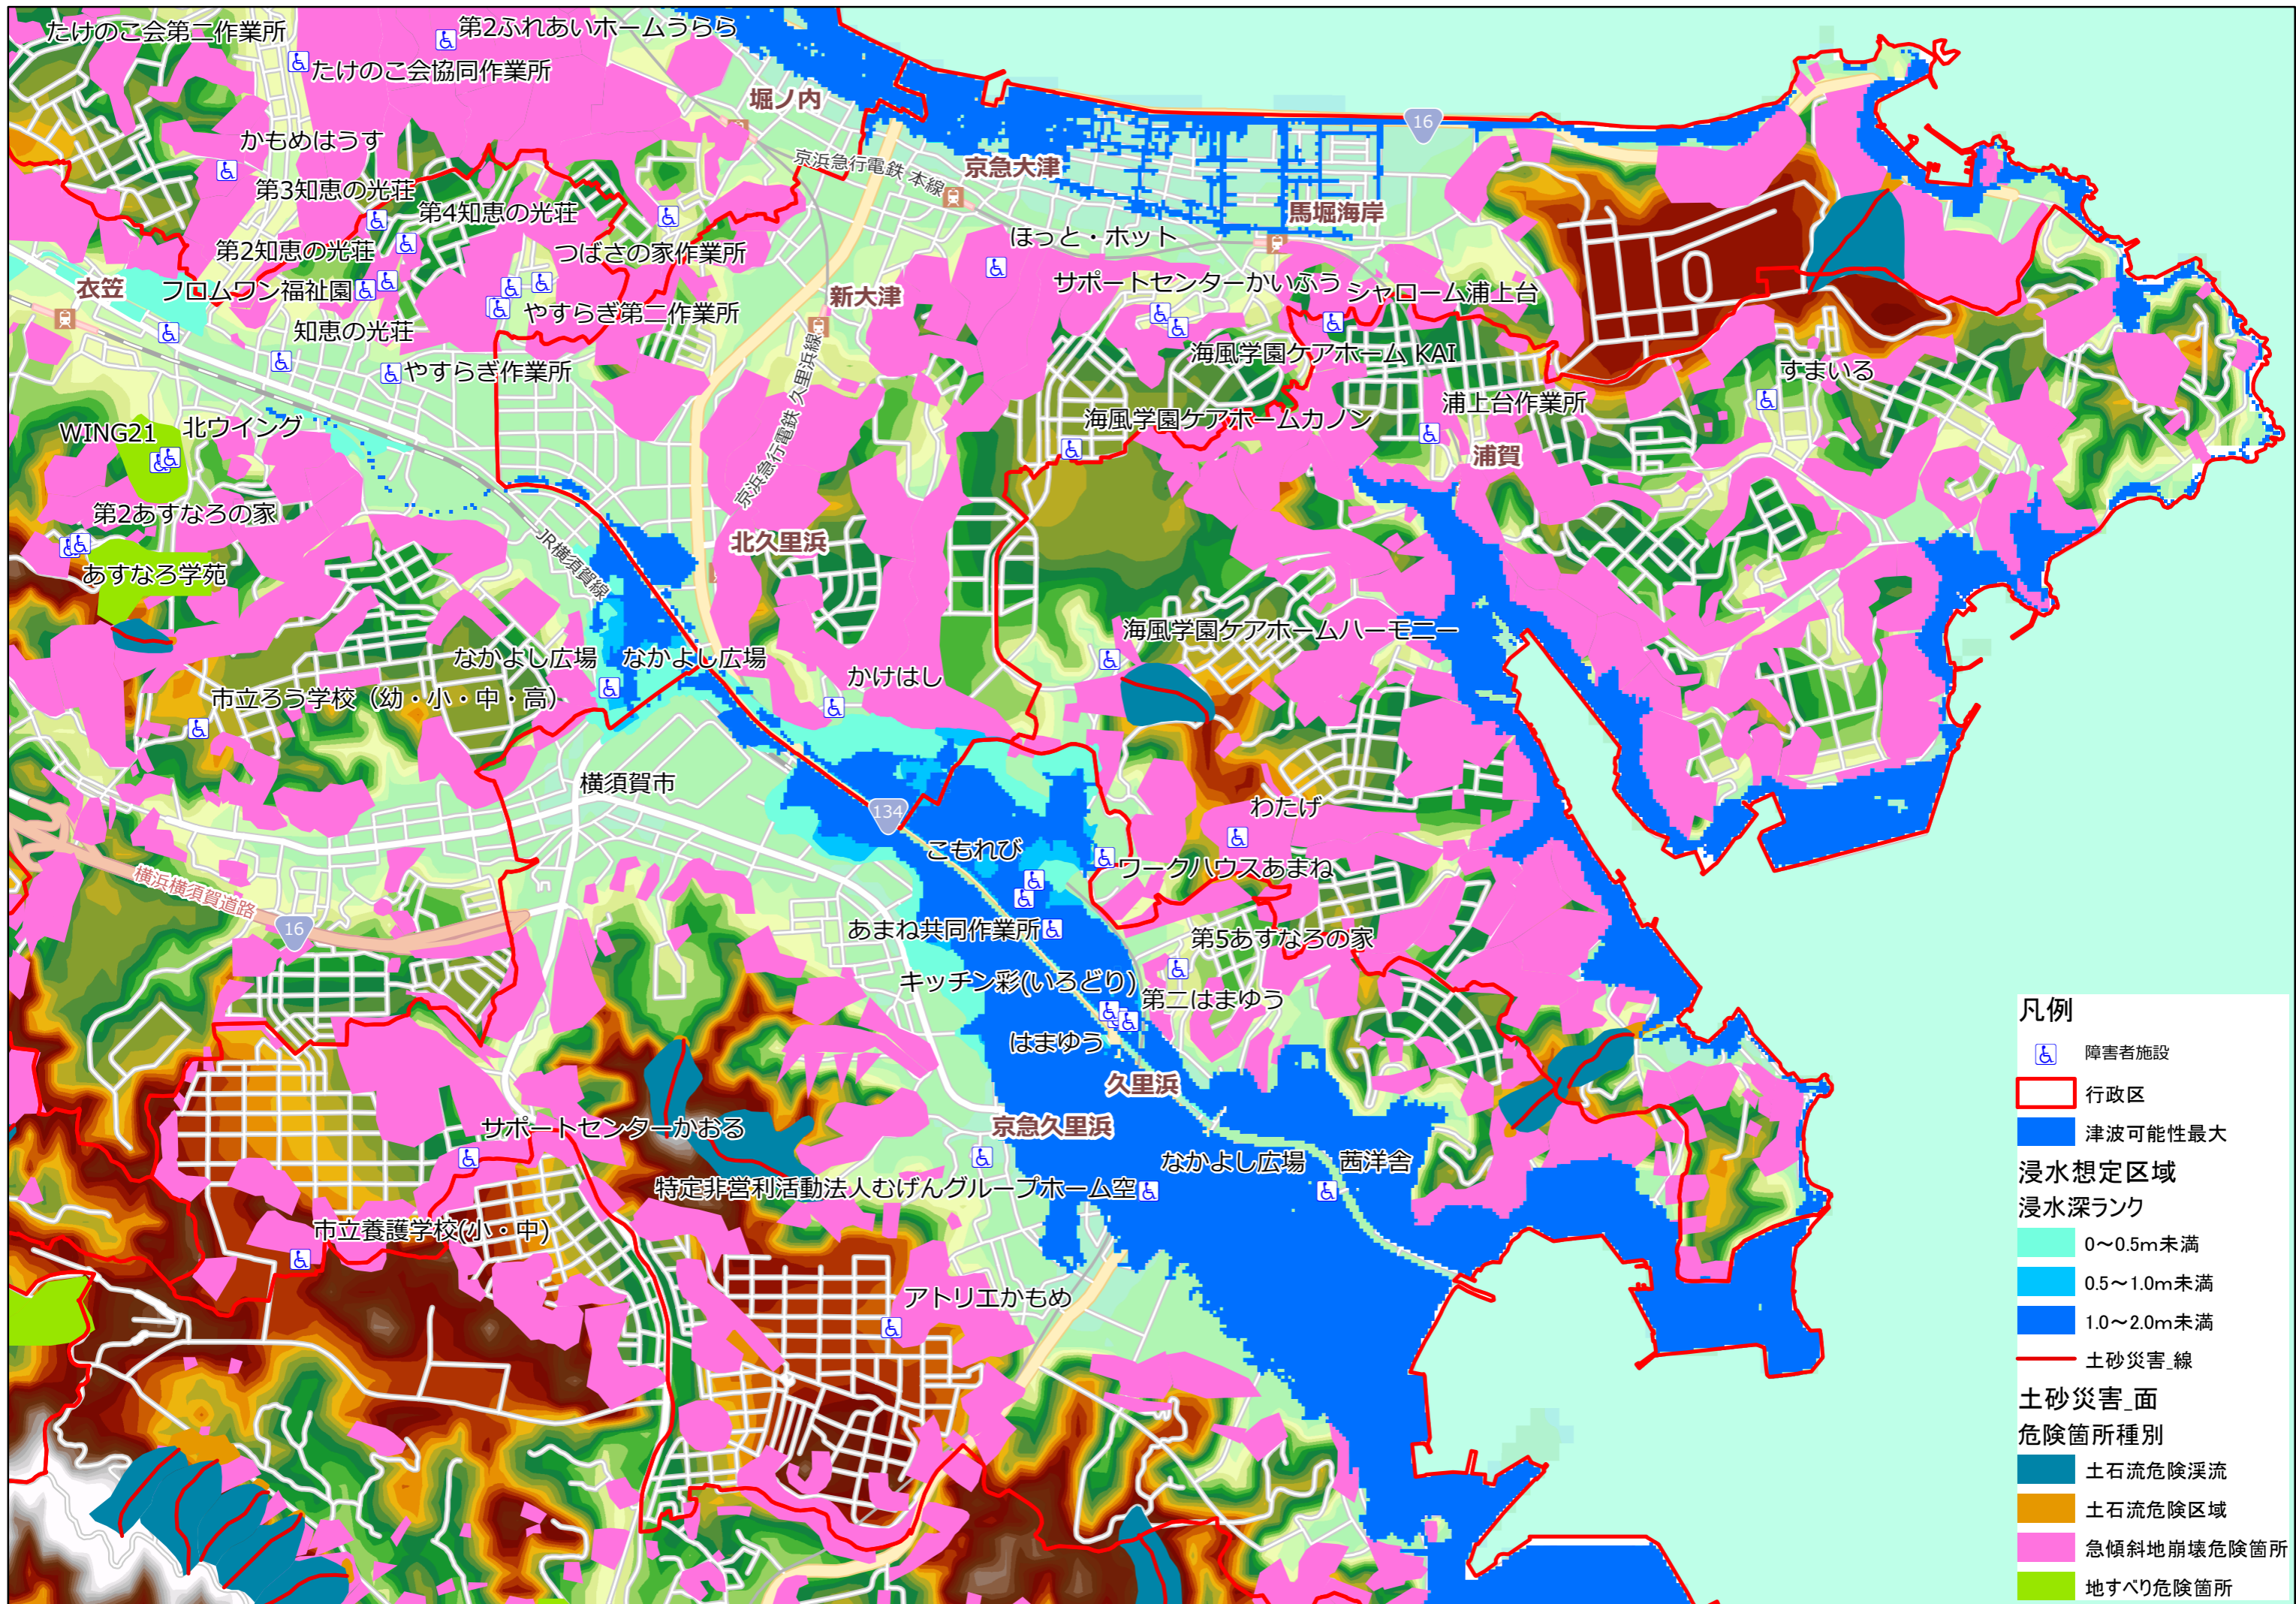 たけのこ会第二作業所
第2ふれあいホームうらら
たけのこ会協同作業所
堀ノ内
16
かもめはうす
京浜急行電鉄 本線
京急大津
第3知恵の光荘
第4知恵の光荘
馬堀海岸
第2知恵の光荘
つばさの家作業所
ほっと・ホット
衣笠
フロムワン福祉園
新大津
サポートセンターかいふう
シャローム浦上台
知恵の光荘
やすらぎ第二作業所
海風学園ケアホーム KAI
やすらぎ作業所
京浜急行電鉄 久里浜線
すまいる
浦上台作業所
WING21
北ウイング
海風学園ケアホームカノン
浦賀
第2あすなろの家
JR横須賀線
北久里浜
あすなろ学苑
海風学園ケアホームハーモニー
なかよし広場
なかよし広場
かけはし
市立ろう学校（幼・小・中・高）
横須賀市
134
わたげ
こもれび
ワークハウスあまね
横浜横須賀道路
16
あまね共同作業所
第5あすなろの家
キッチン彩(いろどり)
第二はまゆう
はまゆう
久里浜
サポートセンターかおる
京急久里浜
なかよし広場
茜洋舎
特定非営利活動法人むげんグループホーム空
市立養護学校(小・中)
アトリエかもめ
凡例
障害者施設
行政区
津波可能性最大
浸水想定区域
浸水深ランク
0～0.5m未満
0.5～1.0m未満
1.0～2.0m未満
土砂災害_線
土砂災害_面
危険箇所種別
土石流危険渓流
土石流危険区域
急傾斜地崩壊危険箇所
地すべり危険箇所